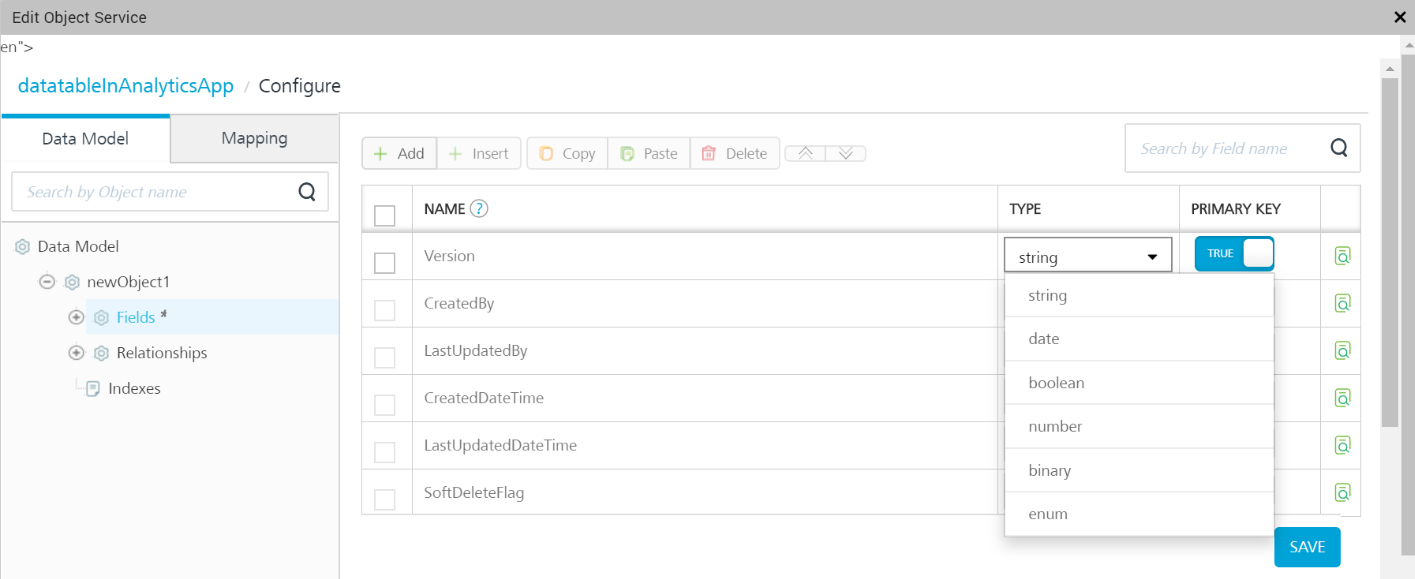 Edit Object Service
en">
datatableInAnalyticsApp / Configure
Data Model Mapping
Search by Object name
Data Model
newObject1
Fields *
Relationships
Indexes
Add Insert Copy Paste Delete
Search by Field name
NAME ? TYPE PRIMARY KEY
Version string TRUE
CreatedBy
LastUpdatedBy
CreatedDateTime
LastUpdatedDateTime
SoftDeleteFlag
string
date
boolean
number
binary
enum
SAVE